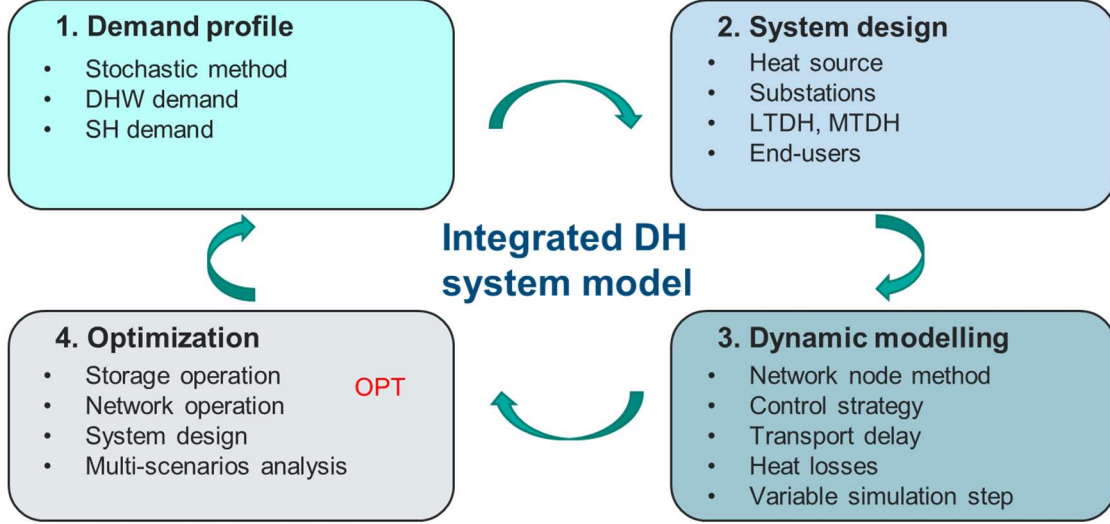 1. Demand profile
• Stochastic method
• DHW demand
• SH demand
2. System design
• Heat source
• Substations
• LTDH, MTDH
• End-users
Integrated DH
system model
4. Optimization
• Storage operation
• Network operation
• System design
• Multi-scenarios analysis
OPT
3. Dynamic modelling
• Network node method
• Control strategy
• Transport delay
• Heat losses
• Variable simulation step